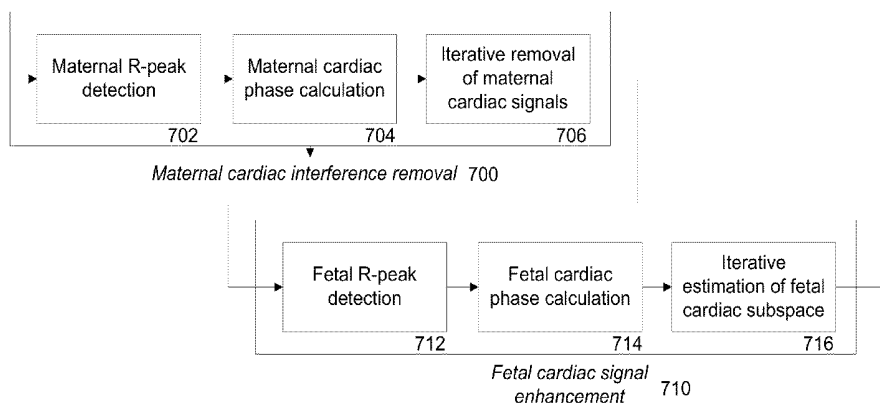 Maternal R-peak
detection
702
Maternal cardiac
phase calculation
704
Iterative removal
of maternal
cardiac signals
706
Maternal cardiac interference removal 700
Fetal R-peak
detection
712
Fetal cardiac
phase calculation
714
Iterative
estimation of fetal
cardiac subspace
716
Fetal cardiac signal
enhancement 710